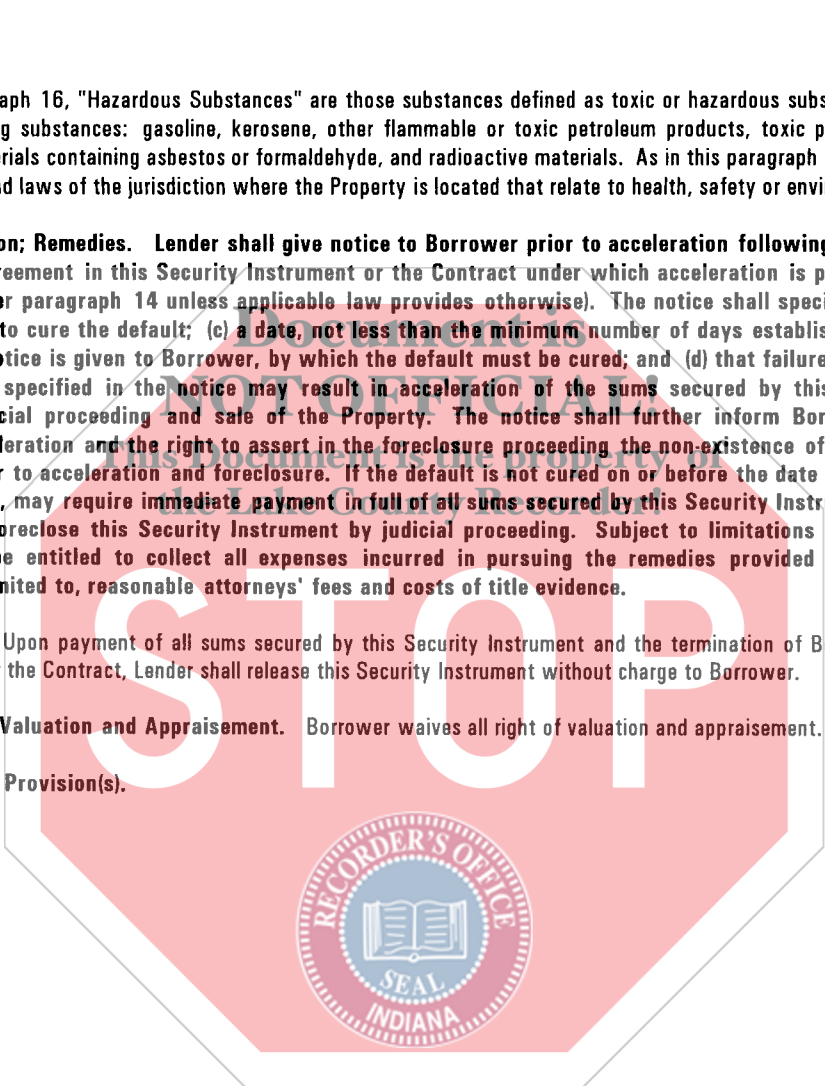 aph 16, "Hazardous Substances" are those substances defined as toxic or hazardous subs
g substances: gasoline, kerosene, other flammable or toxic petroleum products, toxic p
rials containing asbestos or formaldehyde, and radioactive materials. As in this paragraph
d laws of the jurisdiction where the Property is located that relate to health, safety or envi
on; Remedies. Lender shall give notice to Borrower prior to acceleration following
reement in this Security Instrument or the Contract under which acceleration is p
r paragraph 14 unless applicable law provides otherwise). The notice shall speci
to cure the default; (c) a date, not less than the minimum number of days establis
otice is given to Borrower, by which the default must be cured; and (d) that failure
specified in the notice may result in acceleration of the sums secured by this
cial proceeding and sale of the Property. The notice shall further inform Bor
leration and the right to assert in the foreclosure proceeding the non-existence of
r to acceleration and foreclosure. If the default is not cured on or before the date
, may require immediate payment in full of all sums secured by this Security Instr
oreclose this Security Instrument by judicial proceeding. Subject to limitations
e entitled to collect all expenses incurred in pursuing the remedies provided
nited to, reasonable attorneys' fees and costs of title evidence.
Upon payment of all sums secured by this Security Instrument and the termination of B
the Contract, Lender shall release this Security Instrument without charge to Borrower.
Valuation and Appraisement. Borrower waives all right of valuation and appraisement.
Provision(s).
Document is
NOT OFFICIAL!
This Document is the property of
the Lake County Recorder!
STOP
RECORDER'S OFFICE
SEAL
INDIANA